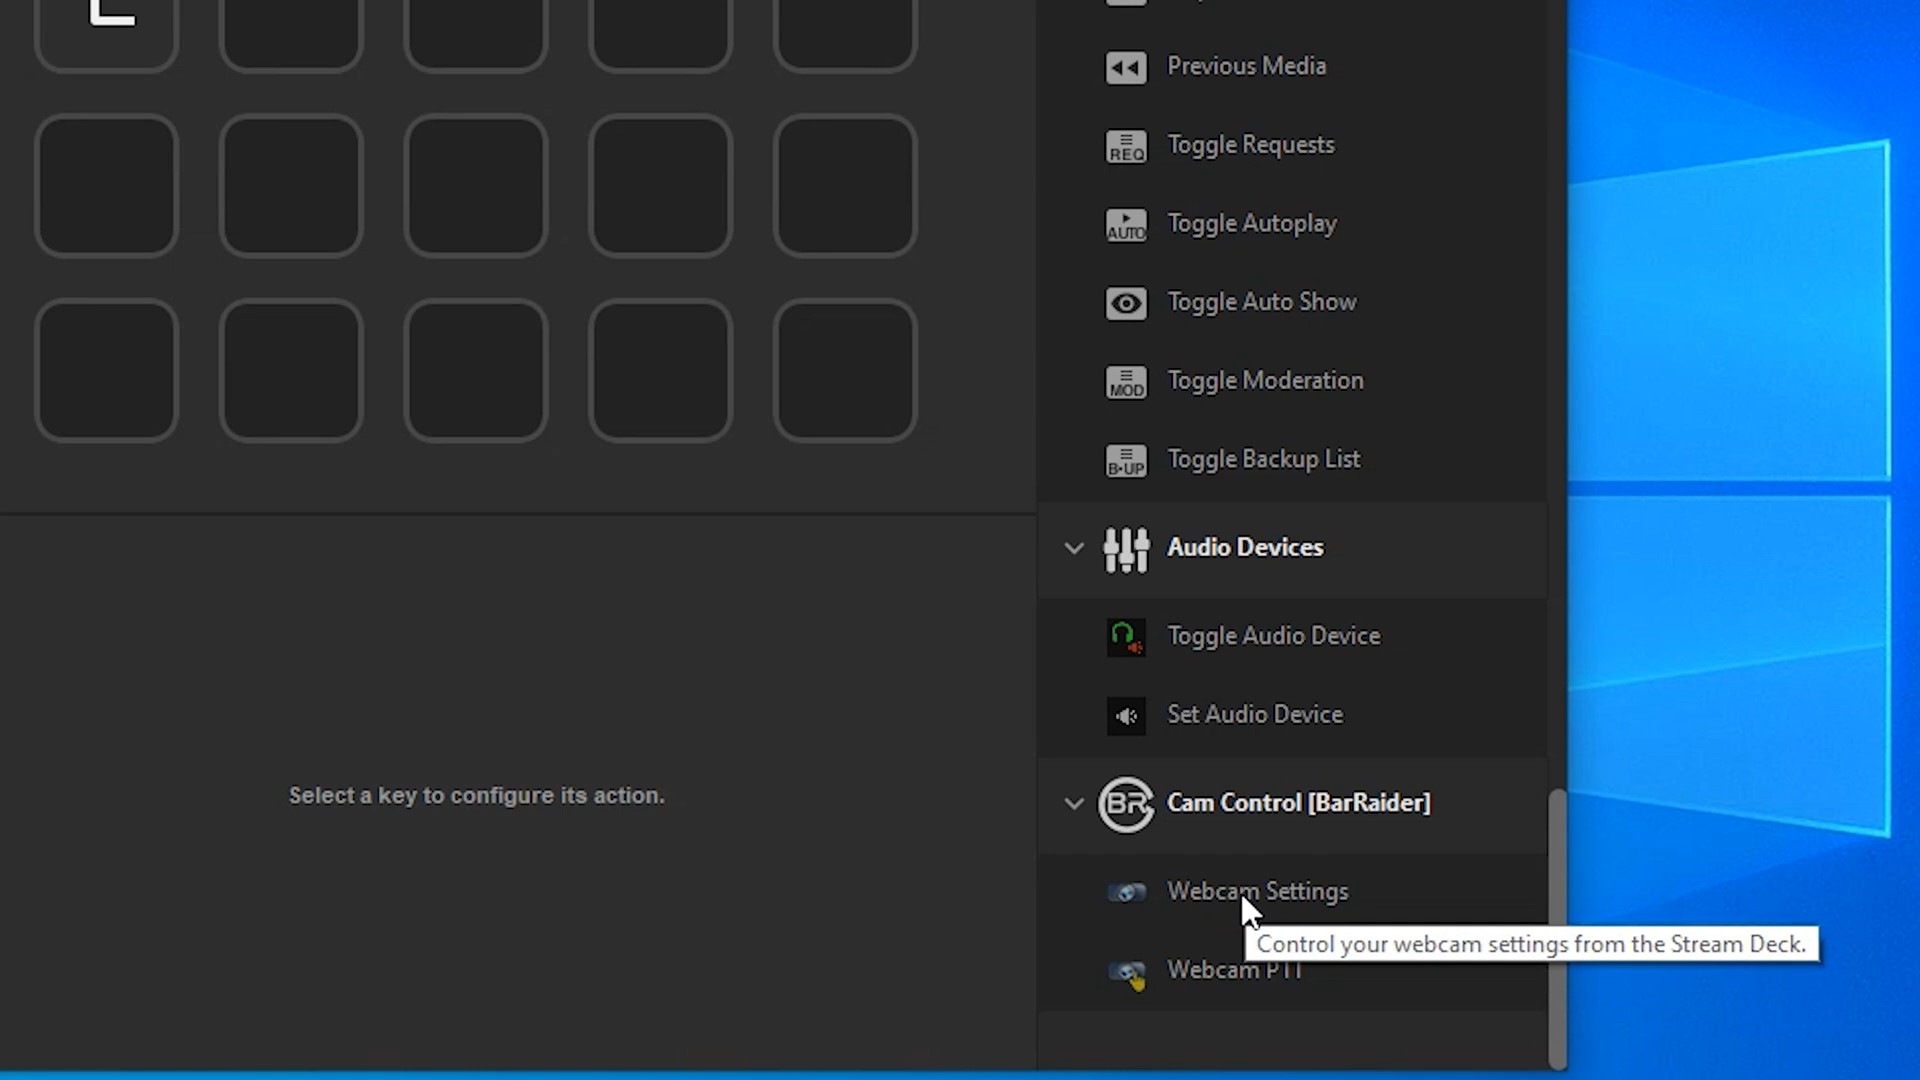 Previous Media
REQ
Toggle Requests
AUTO
Toggle Autoplay
Toggle Auto Show
MOD
Toggle Moderation
B-UP
Toggle Backup List
Audio Devices
Toggle Audio Device
Set Audio Device
Select a key to configure its action.
BR
Cam Control [BarRaider]
Webcam Settings
Control your webcam settings from the Stream Deck.
Webcam PTT